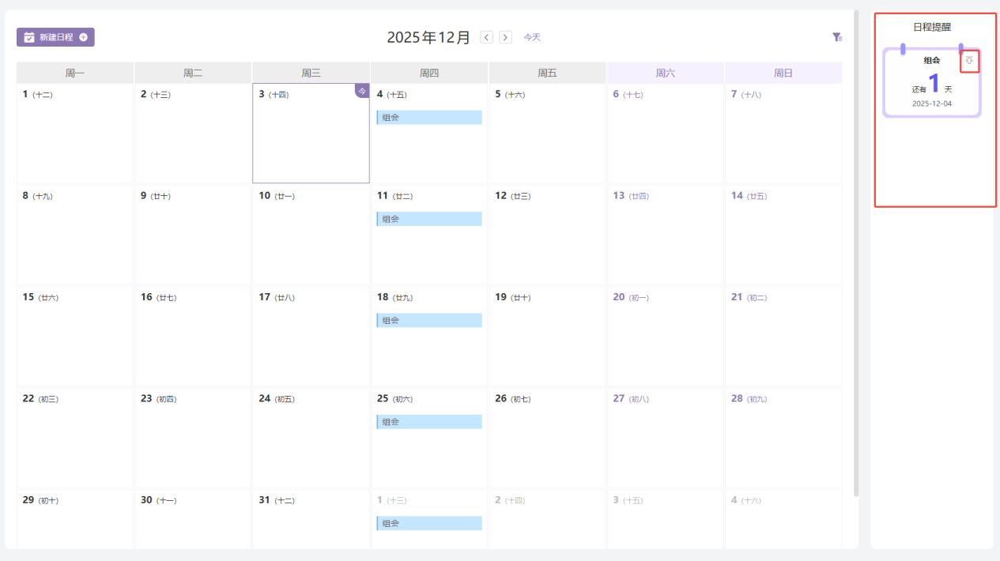 新建日程
2025年12月
今天
周一 周二 周三 周四 周五 周六 周日
1 (十二) 2 (十三) 3 (十四) 今 4 (十五) 5 (十六) 6 (十七) 7 (十八)
组会
8 (十九) 9 (廿十) 10 (廿一) 11 (廿二) 12 (廿三) 13 (廿四) 14 (廿五)
组会
15 (廿六) 16 (廿七) 17 (廿八) 18 (廿九) 19 (廿十) 20 (初一) 21 (初二)
组会
22 (初三) 23 (初四) 24 (初五) 25 (初六) 26 (初七) 27 (初八) 28 (初九)
组会
29 (初十) 30 (十一) 31 (十二) 1 (十三) 2 (十四) 3 (十五) 4 (十六)
组会
日程提醒
组会
还有 1 天
2025-12-04